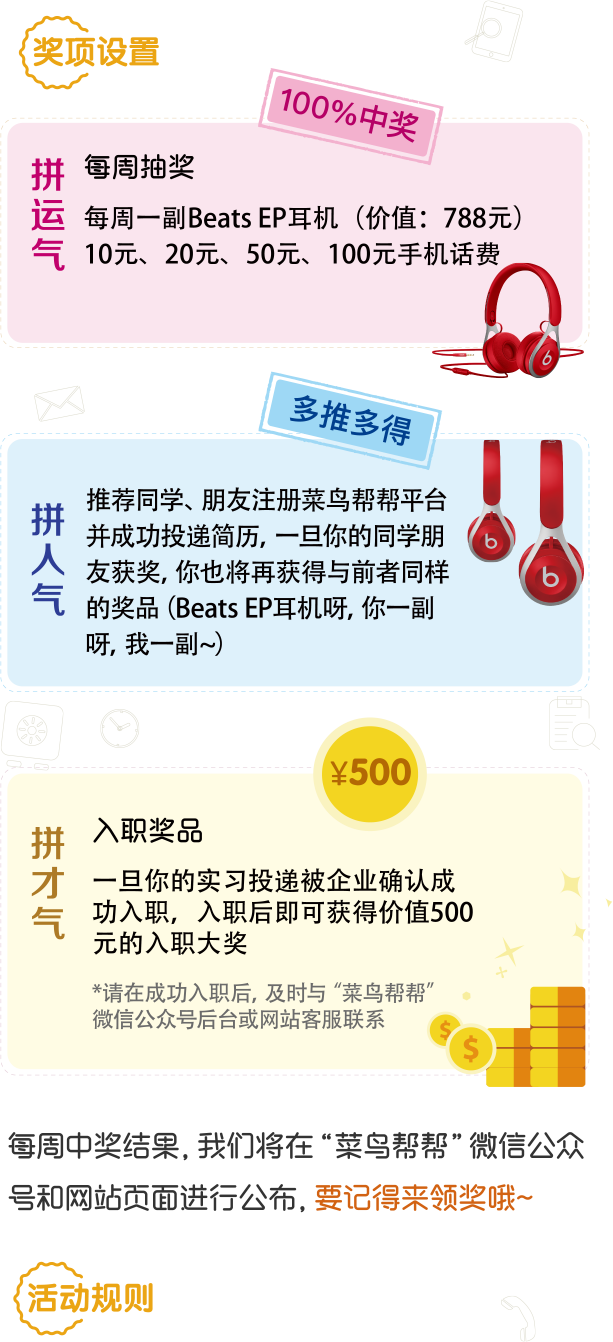 奖项设置
100%中奖
拼运气
每周抽奖
每周一副Beats EP耳机（价值：788元）
10元、20元、50元、100元手机话费
多推多得
拼人气
推荐同学、朋友注册菜鸟帮帮平台
并成功投递简历, 一旦你的同学朋
友获奖, 你也将再获得与前者同样
的奖品 (Beats EP耳机呀, 你一副
呀, 我一副~)
¥500
拼才气
入职奖品
一旦你的实习投递被企业确认成
功入职，入职后即可获得价值500
元的入职大奖
*请在成功入职后, 及时与“菜鸟帮帮”
微信公众号后台或网站客服联系
每周中奖结果, 我们将在“菜鸟帮帮”微信公众
号和网站页面进行公布, 要记得来领奖哦~
活动规则